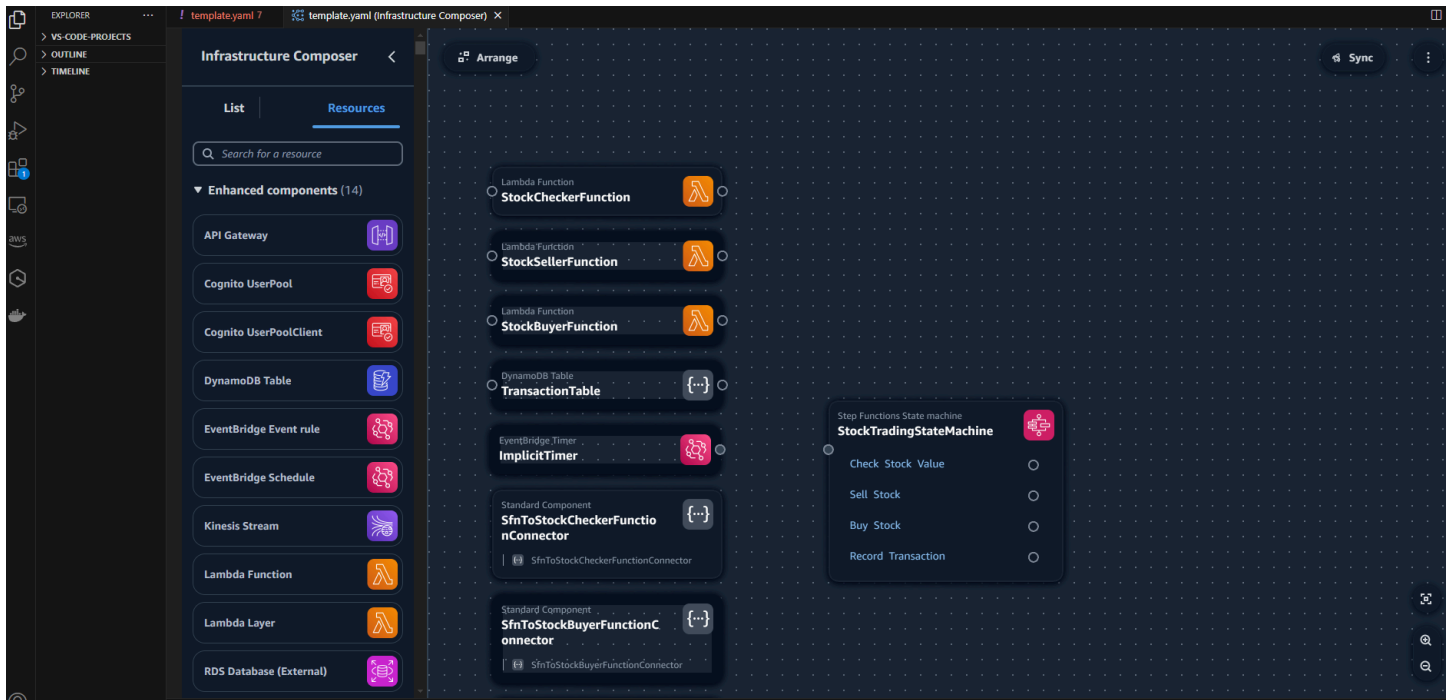 EXPLORER
template.yaml 7
template.yaml (Infrastructure Composer)
VS-CODE-PROJECTS
OUTLINE
TIMELINE
1
aws
Infrastructure Composer
List
Resources
Search for a resource
Enhanced components (14)
API Gateway
Cognito UserPool
Cognito UserPoolClient
DynamoDB Table
EventBridge Event rule
EventBridge Schedule
Kinesis Stream
Lambda Function
Lambda Layer
RDS Database (External)
Arrange
Sync
Lambda Function
StockCheckerFunction
Lambda Function
StockSellerFunction
Lambda Function
StockBuyerFunction
DynamoDB Table
TransactionTable
EventBridge Timer
ImplicitTimer
Standard Component
SfnToStockCheckerFunctio
nConnector
SfnToStockCheckerFunctionConnector
Standard Component
SfnToStockBuyerFunctionC
onnector
SfnToStockBuyerFunctionConnector
Step Functions State machine
StockTradingStateMachine
Check Stock Value
Sell Stock
Buy Stock
Record Transaction